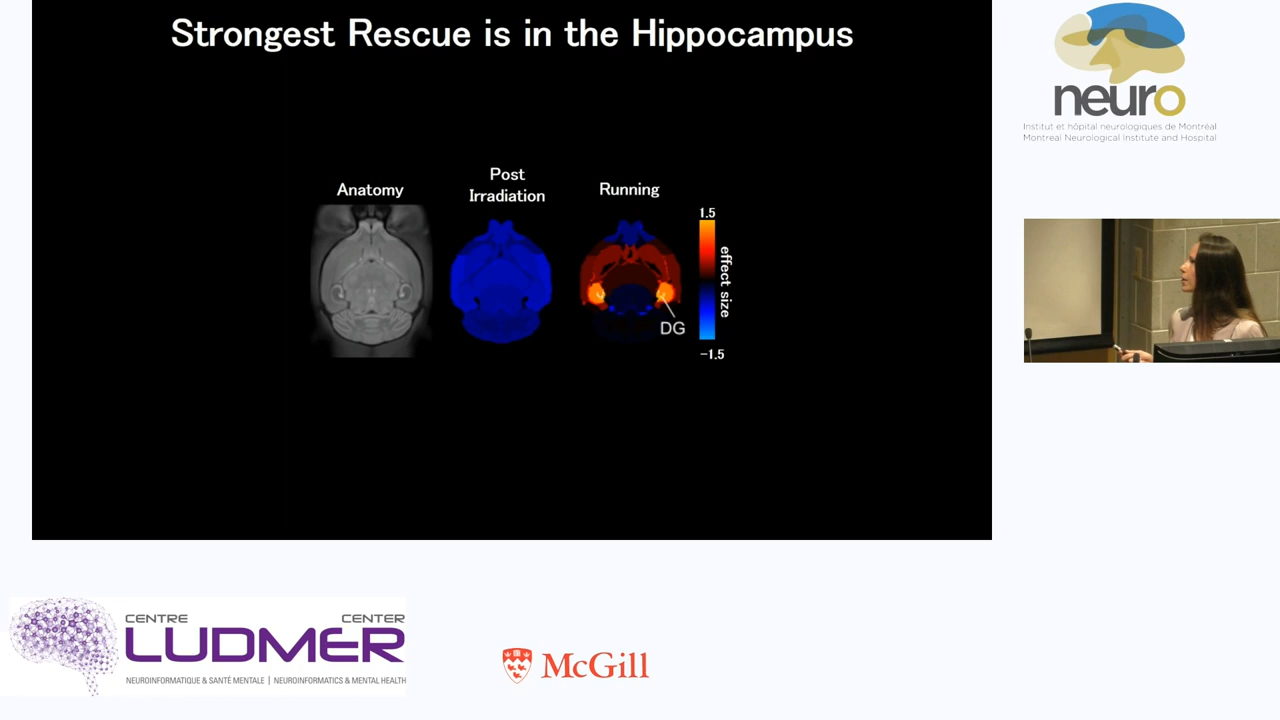 Strongest Rescue is in the Hippocampus
neuro
Institut et hôpital neurologiques de Montréal
Montreal Neurological Institute and Hospital
Anatomy
Post
Irradiation
Running
1.5
effect size
DG
−1.5
CENTRE CENTER
LUDMER
NEUROINFORMATIQUE & SANTÉ MENTALE | NEUROINFORMATICS & MENTAL HEALTH
McGill